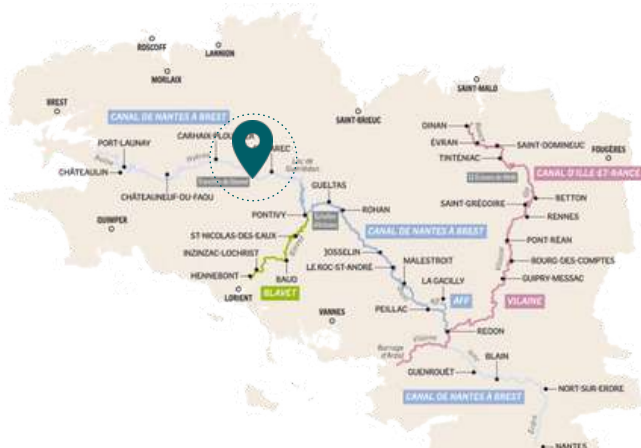 ROSCOFF
LANNION
MORLAIX
BREST
CANAL DE NANTES À BREST
PORT-LAUNAY
CHÂTEAULIN
CHÂTEAUNEUF-DU-FAOU
QUIMPER
SAINT-BRIEUC
SAINT-MALO
DINAN
ÉVRAN
SAINT-DOMINEUC
TINTÉNIAC
FOUGÈRES
CANAL D'ILLE-ET-RANCE
SAINT-GRÉGOIRE
BETTON
RENNES
PONT-RÉAN
BOURG-DES-COMPTES
GUIPRY-MESSAC
VILAINE
GUELTAS
PONTIVY
ROHAN
CANAL DE NANTES À BREST
ST-NICOLAS-DES-EAUX
INZINZAC-LOCHRIST
HENNEBONT
BAUD
BLAVET
LORIENT
JOSSELIN
LE ROC-ST-ANDRÉ
MALESTROIT
LA GACILLY
AFF
PEILLAC
VANNES
REDON
Vilaine
Barrage d'Arzal
GUENROUËT
BLAIN
CANAL DE NANTES À BREST
NORT-SUR-ERDRE
Erdre
NANTES